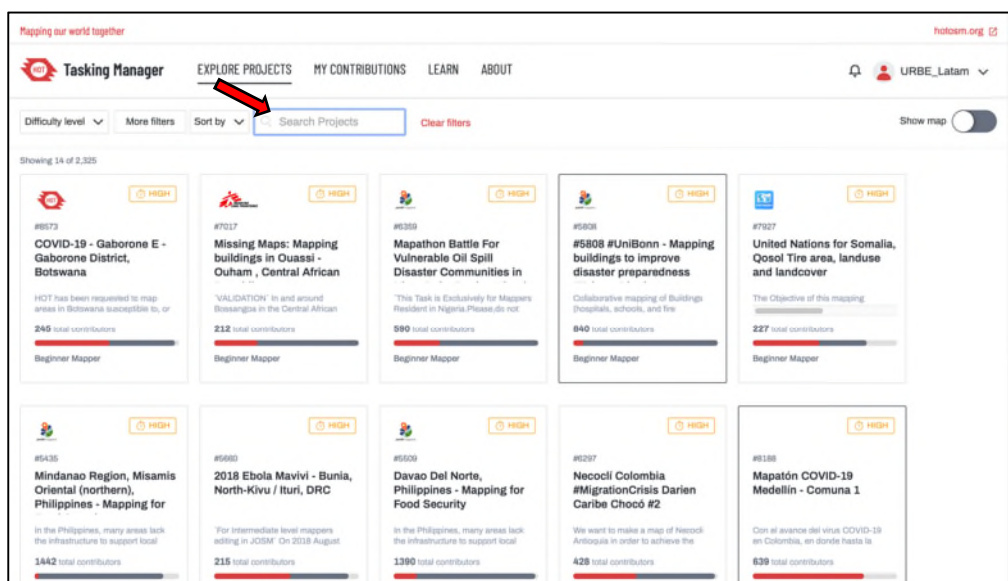 Mapping our world together
hotosm.org
HOT Tasking Manager EXPLORE PROJECTS MY CONTRIBUTIONS LEARN ABOUT URBE_Latam
Difficulty level More filters Sort by Search Projects Clear filters Show map
Showing 14 of 2,325
HIGH HIGH HIGH HIGH HIGH
#8573 #7017 #6359 #5808 #7927
COVID-19 - Gaborone E - Missing Maps: Mapping Mapathon Battle For #5808 #UniBonn - Mapping United Nations for Somalia,
Gaborone District, buildings in Ouassi - Vulnerable Oil Spill buildings to improve Qosol Tire area, landuse
Botswana Ouham , Central African Disaster Communities in disaster preparedness and landcover
HOT has been requested to map `VALIDATION` In and around `This Task is Exclusively for Mappers Collaborative mapping of Buildings The Objective of this mapping
areas in Botswana susceptible to, or Bossangoa in the Central African Resident in Nigeria.Please,do not (hospitals, schools, and fire
245 total contributors 212 total contributors 590 total contributors 840 total contributors 227 total contributors
Beginner Mapper Beginner Mapper Beginner Mapper Beginner Mapper Beginner Mapper
HIGH HIGH HIGH HIGH HIGH
#5435 #5660 #5509 #6297 #8188
Mindanao Region, Misamis 2018 Ebola Mavivi - Bunia, Davao Del Norte, Necoclí Colombia Mapatón COVID-19
Oriental (northern), North-Kivu / Ituri, DRC Philippines - Mapping for #MigrationCrisis Darien Medellín - Comuna 1
Philippines - Mapping for Food Security Caribe Chocó #2
In the Philippines, many areas lack `For Intermediate level mappers In the Philippines, many areas lack We want to make a map of Necocli Con el avance del virus COVID-19
the infrastructure to support local editing in JOSM` On 2018 August the infrastructure to support local Antioquia in order to achieve the en Colombia, en donde hasta la
1442 total contributors 215 total contributors 1390 total contributors 428 total contributors 639 total contributors